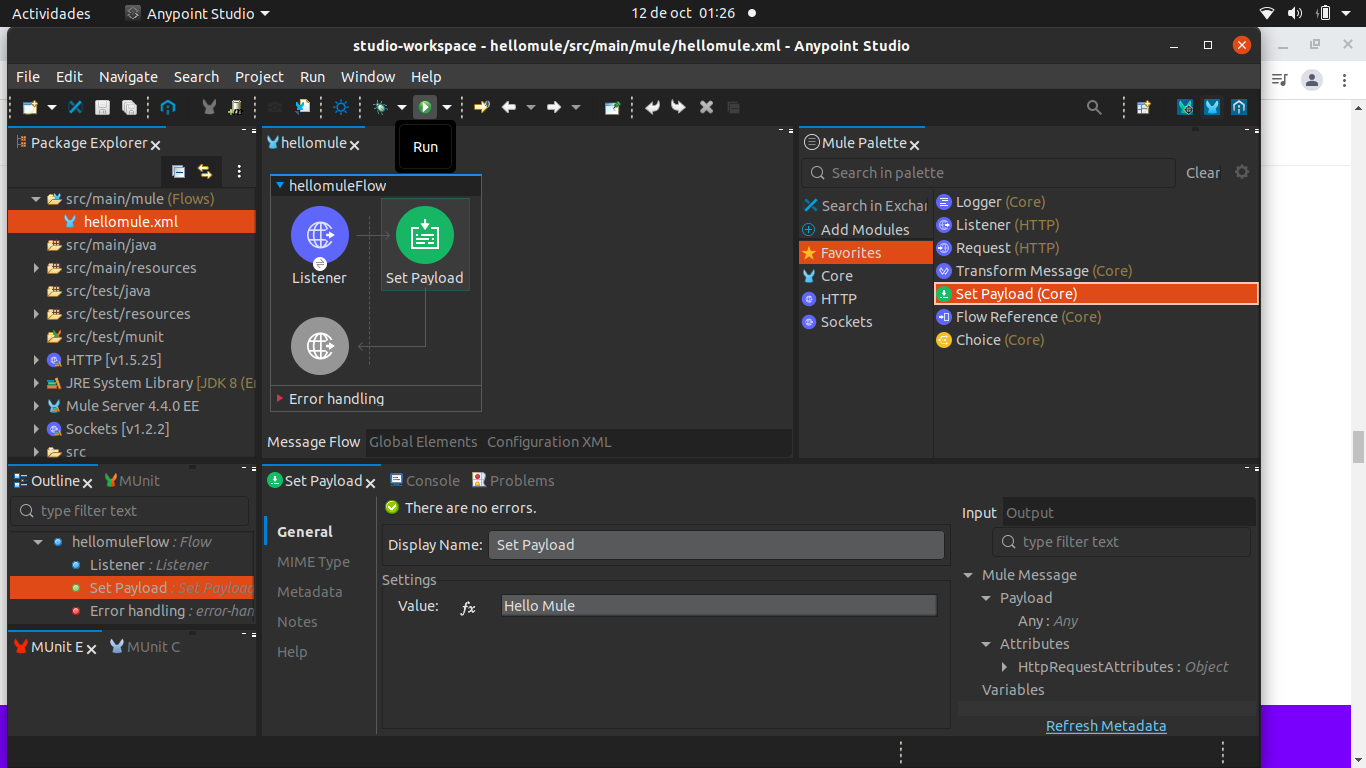 Actividades
Anypoint Studio
12 de oct 01:26
studio-workspace - hellomule/src/main/mule/hellomule.xml - Anypoint Studio
File Edit Navigate Search Project Run Window Help
Run
Package Explorer
src/main/mule (Flows)
hellomule.xml
src/main/java
src/main/resources
src/test/java
src/test/resources
src/test/munit
HTTP [v1.5.25]
JRE System Library [JDK 8 (Er
Mule Server 4.4.0 EE
Sockets [v1.2.2]
src
hellomule
hellomuleFlow
Listener
Set Payload
Error handling
Message Flow Global Elements Configuration XML
Mule Palette
Search in palette
Clear
Search in Exchar
Add Modules
Favorites
Core
HTTP
Sockets
Logger (Core)
Listener (HTTP)
Request (HTTP)
Transform Message (Core)
Set Payload (Core)
Flow Reference (Core)
Choice (Core)
Outline
MUnit
type filter text
hellomuleFlow : Flow
Listener : Listener
Set Payload : Set Payload
Error handling : error-han
MUnit E
MUnit C
Set Payload
Console
Problems
General
MIME Type
Metadata
Notes
Help
There are no errors.
Display Name: Set Payload
Settings
Value: fx Hello Mule
Input Output
type filter text
Mule Message
Payload
Any : Any
Attributes
HttpRequestAttributes : Object
Variables
Refresh Metadata